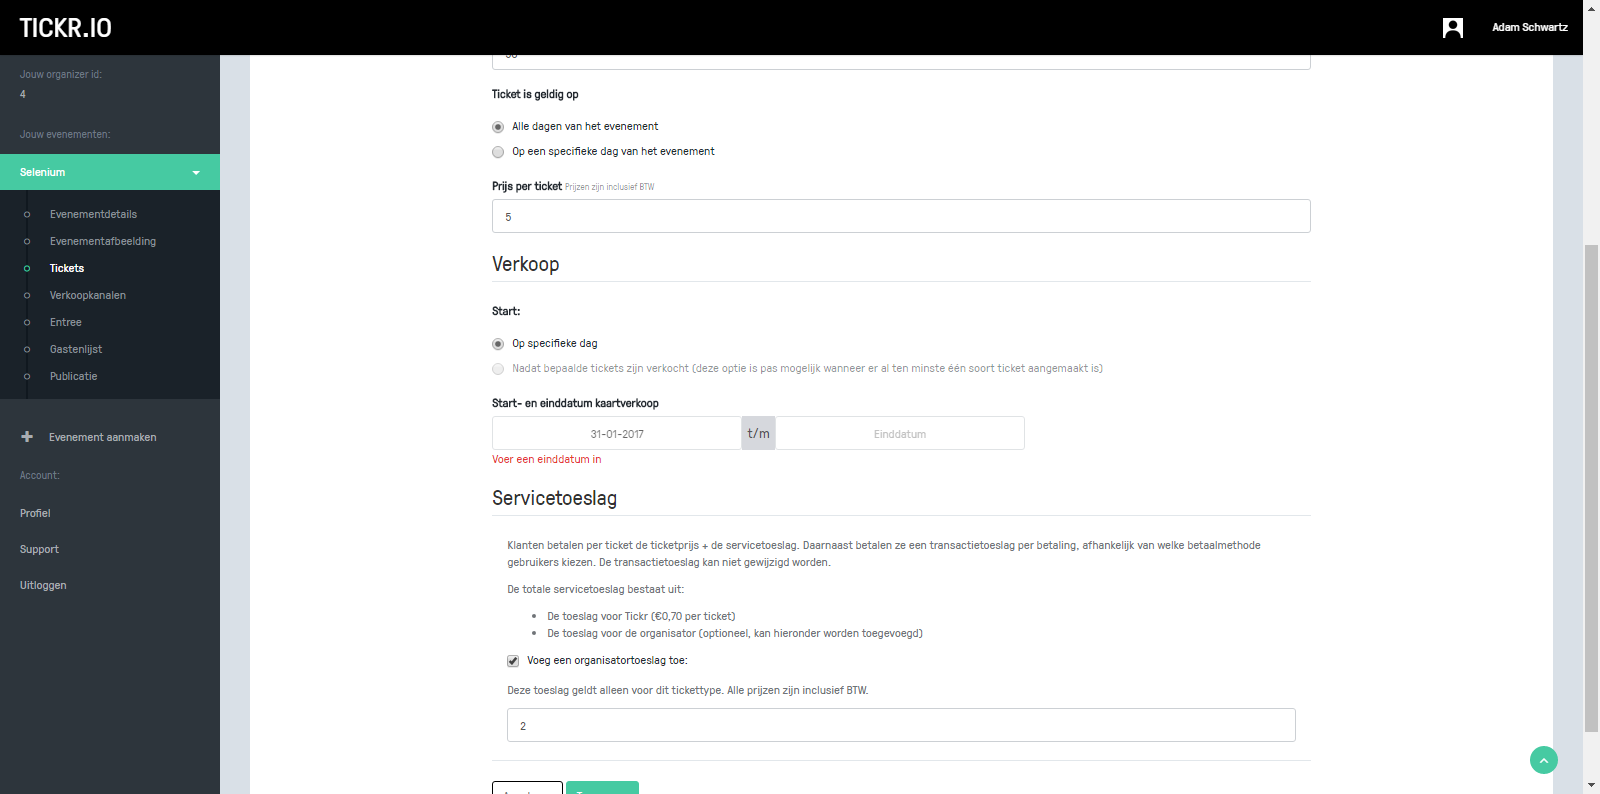 TICKR.IO
Adam Schwartz
Jouw organizer id:
4
Jouw evenementen:
Selenium
Evenementdetails
Evenementafbeelding
Tickets
Verkoopkanalen
Entree
Gastenlijst
Publicatie
Evenement aanmaken
Account:
Profiel
Support
Uitloggen
Ticket is geldig op
Alle dagen van het evenement
Op een specifieke dag van het evenement
Prijs per ticket Prijzen zijn inclusief BTW
5
Verkoop
Start:
Op specifieke dag
Nadat bepaalde tickets zijn verkocht (deze optie is pas mogelijk wanneer er al ten minste één soort ticket aangemaakt is)
Start- en einddatum kaartverkoop
31-01-2017 t/m Einddatum
Voer een einddatum in
Servicetoeslag
Klanten betalen per ticket de ticketprijs + de servicetoeslag. Daarnaast betalen ze een transactietoeslag per betaling, afhankelijk van welke betaalmethode
gebruikers kiezen. De transactietoeslag kan niet gewijzigd worden.
De totale servicetoeslag bestaat uit:
De toeslag voor Tickr (€0,70 per ticket)
De toeslag voor de organisator (optioneel, kan hieronder worden toegevoegd)
Voeg een organisatortoeslag toe:
Deze toeslag geldt alleen voor dit tickettype. Alle prijzen zijn inclusief BTW.
2